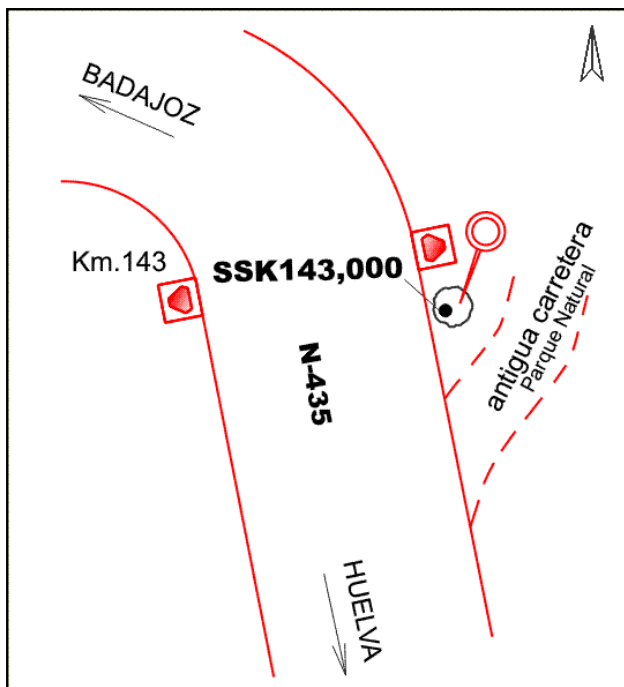 BADAJOZ
Km.143
SSK143,000
N-435
antigua carretera
Parque Natural
HUELVA